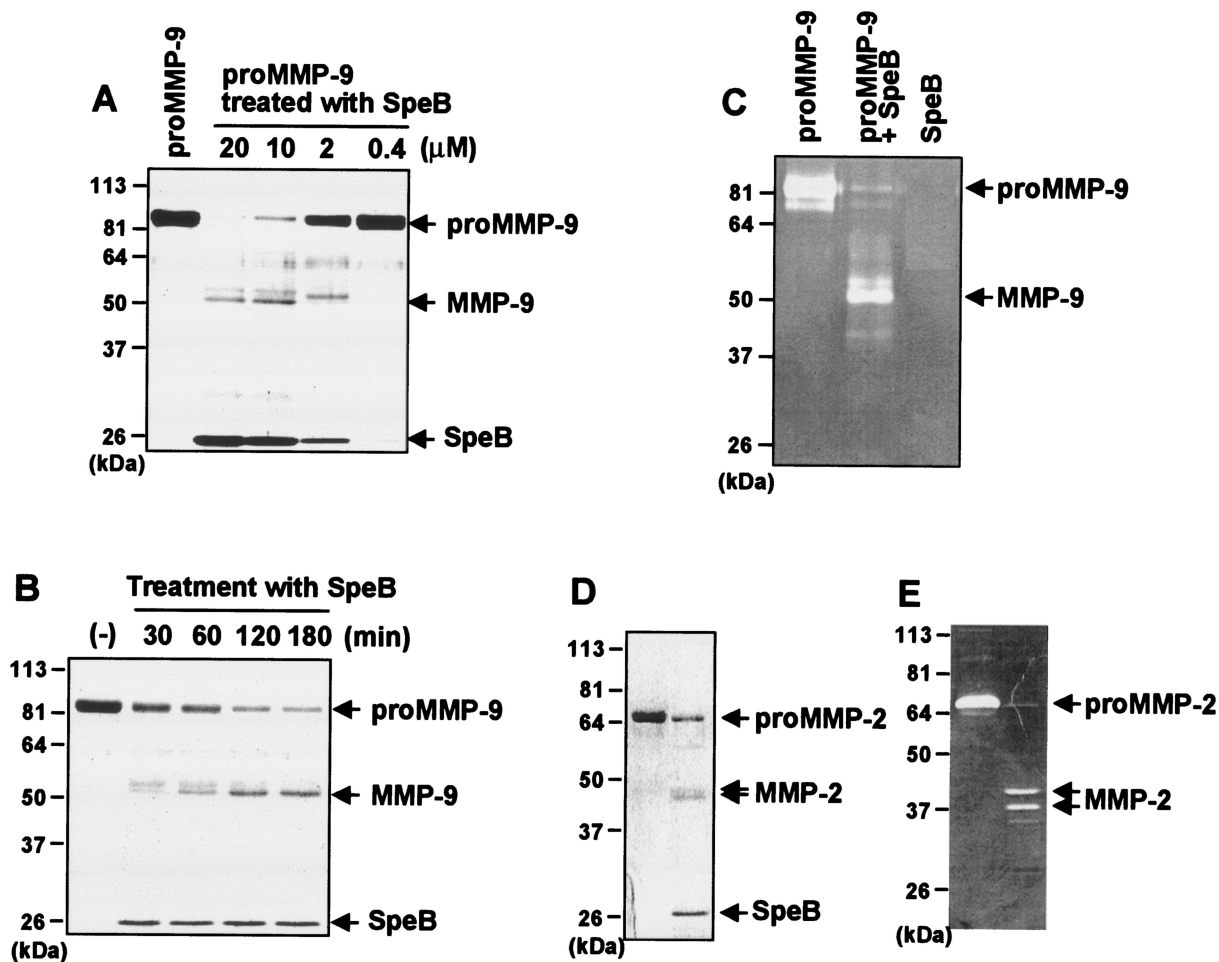 A
proMMP-9
proMMP-9
treated with SpeB
20 10 2 0.4 (μM)
113
81
64
50
37
26
(kDa)
proMMP-9
MMP-9
SpeB
C
proMMP-9
proMMP-9
+ SpeB
SpeB
81
64
50
37
26
(kDa)
proMMP-9
MMP-9
B
Treatment with SpeB
(-) 30 60 120 180 (min)
113
81
64
50
37
26
(kDa)
proMMP-9
MMP-9
SpeB
D
113
81
64
50
37
26
(kDa)
proMMP-2
MMP-2
SpeB
E
113
81
64
50
37
26
(kDa)
proMMP-2
MMP-2